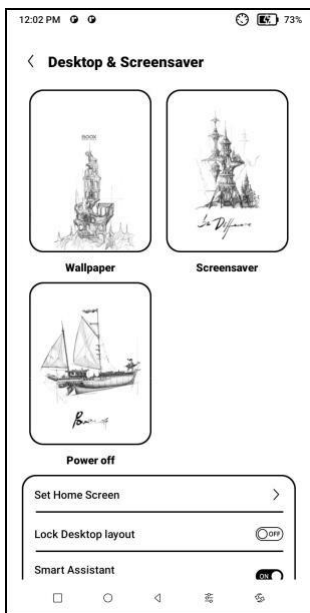 12:02 PM 73%
Desktop & Screensaver
BOOX
Wallpaper
Screensaver
Power off
Set Home Screen
Lock Desktop layout OFF
Smart Assistant
ON